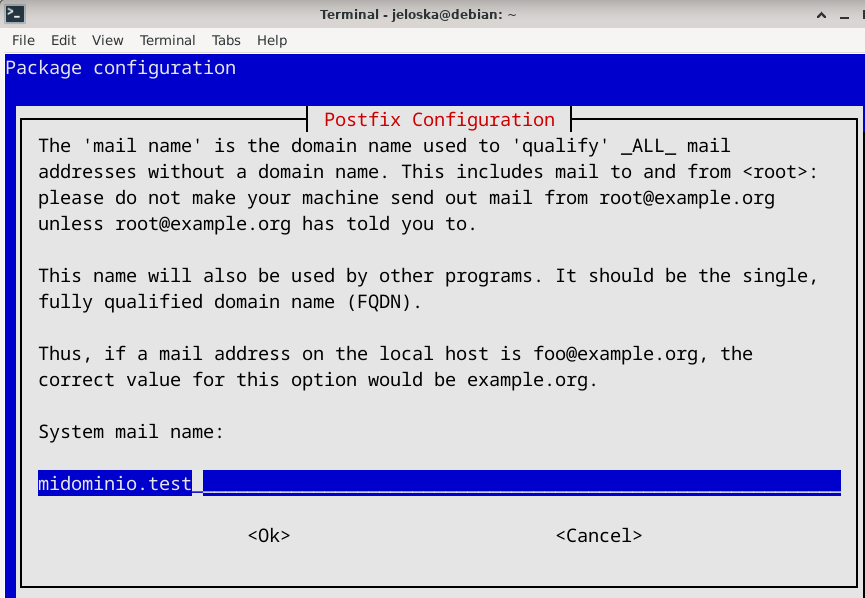 Terminal - jeloska@debian: ~
File Edit View Terminal Tabs Help
Package configuration
Postfix Configuration
The 'mail name' is the domain name used to 'qualify' _ALL_ mail
addresses without a domain name. This includes mail to and from <root>:
please do not make your machine send out mail from root@example.org
unless root@example.org has told you to.
This name will also be used by other programs. It should be the single,
fully qualified domain name (FQDN).
Thus, if a mail address on the local host is foo@example.org, the
correct value for this option would be example.org.
System mail name:
midominio.test
<Ok> <Cancel>